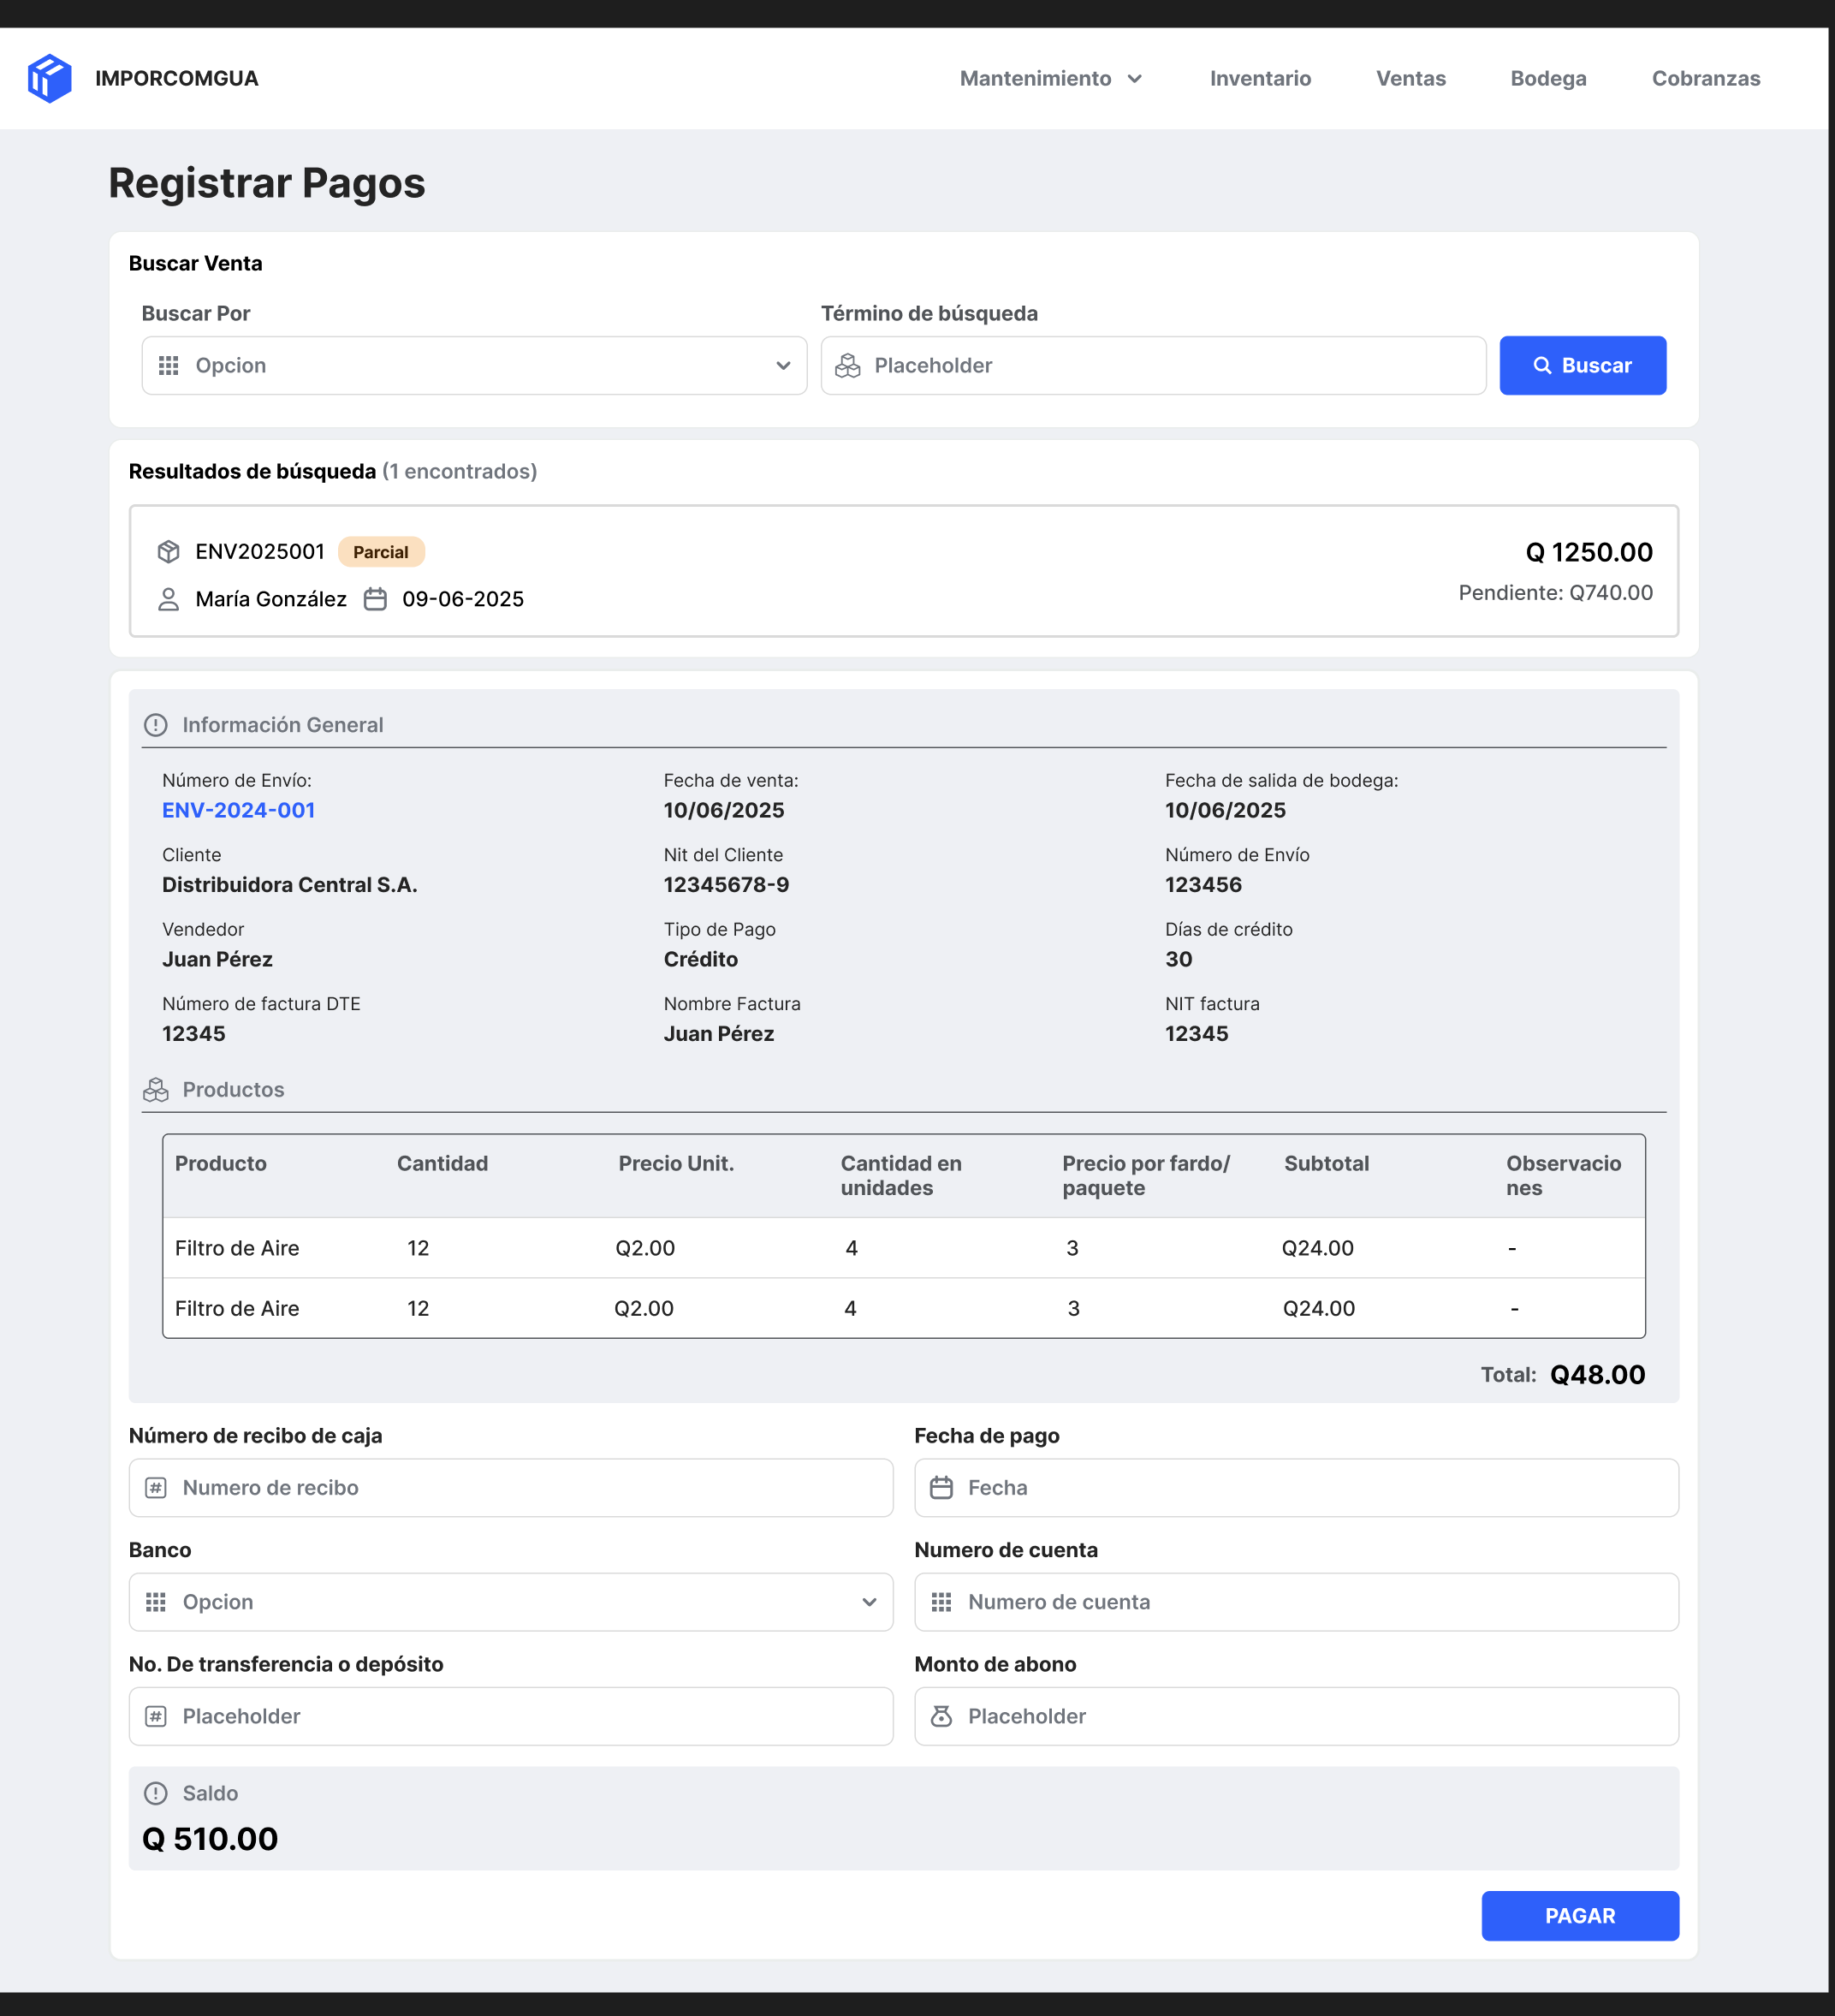 IMPORCOMGUA
Mantenimiento Inventario Ventas Bodega Cobranzas
Registrar Pagos
Buscar Venta
Buscar Por Término de búsqueda
Opcion Placeholder Buscar
Resultados de búsqueda (1 encontrados)
ENV2025001 Parcial Q 1250.00
María González 09-06-2025 Pendiente: Q740.00
Información General
Número de Envío: Fecha de venta: Fecha de salida de bodega:
ENV-2024-001 10/06/2025 10/06/2025
Cliente Nit del Cliente Número de Envío
Distribuidora Central S.A. 12345678-9 123456
Vendedor Tipo de Pago Días de crédito
Juan Pérez Crédito 30
Número de factura DTE Nombre Factura NIT factura
12345 Juan Pérez 12345
Productos
Producto Cantidad Precio Unit. Cantidad en Precio por fardo/ Subtotal Observacio
unidades paquete nes
Filtro de Aire 12 Q2.00 4 3 Q24.00 -
Filtro de Aire 12 Q2.00 4 3 Q24.00 -
Total: Q48.00
Número de recibo de caja Fecha de pago
Numero de recibo Fecha
Banco Numero de cuenta
Opcion Numero de cuenta
No. De transferencia o depósito Monto de abono
Placeholder Placeholder
Saldo
Q 510.00
PAGAR